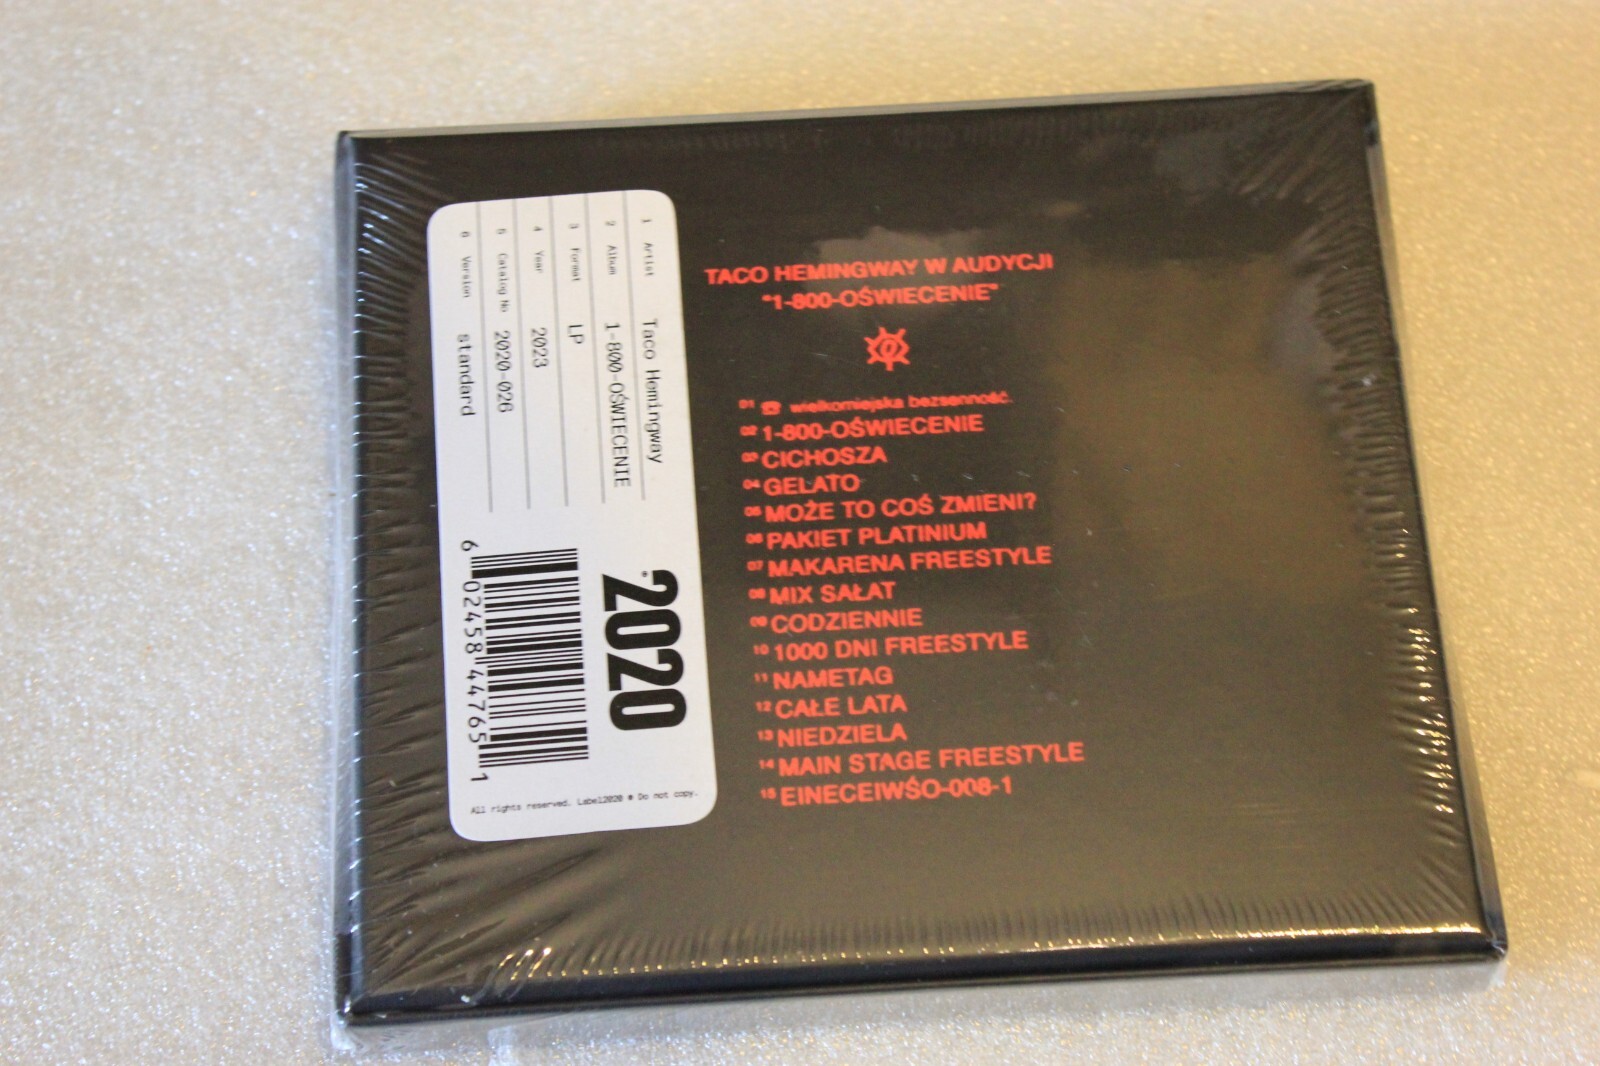 1 Artist Taco Hemingway
2 Album 1-800-OŚWIECENIE
3 Format LP
4 Year 2023
5 Catalog No 2020-026
6 Version standard
2020
6 02458 44765 1
All rights reserved. Label2020 ® Do not copy.
TACO HEMINGWAY W AUDYCJI
"1-800-OŚWIECENIE"
01 ☎ wielkomiejska bezsenność.
02 1-800-OŚWIECENIE
03 CICHOSZA
04 GELATO
05 MOŻE TO COŚ ZMIENI?
06 PAKIET PLATINIUM
07 MAKARENA FREESTYLE
08 MIX SAŁAT
09 CODZIENNIE
10 1000 DNI FREESTYLE
11 NAMETAG
12 CAŁE LATA
13 NIEDZIELA
14 MAIN STAGE FREESTYLE
15 EINECEIWŚO-008-1